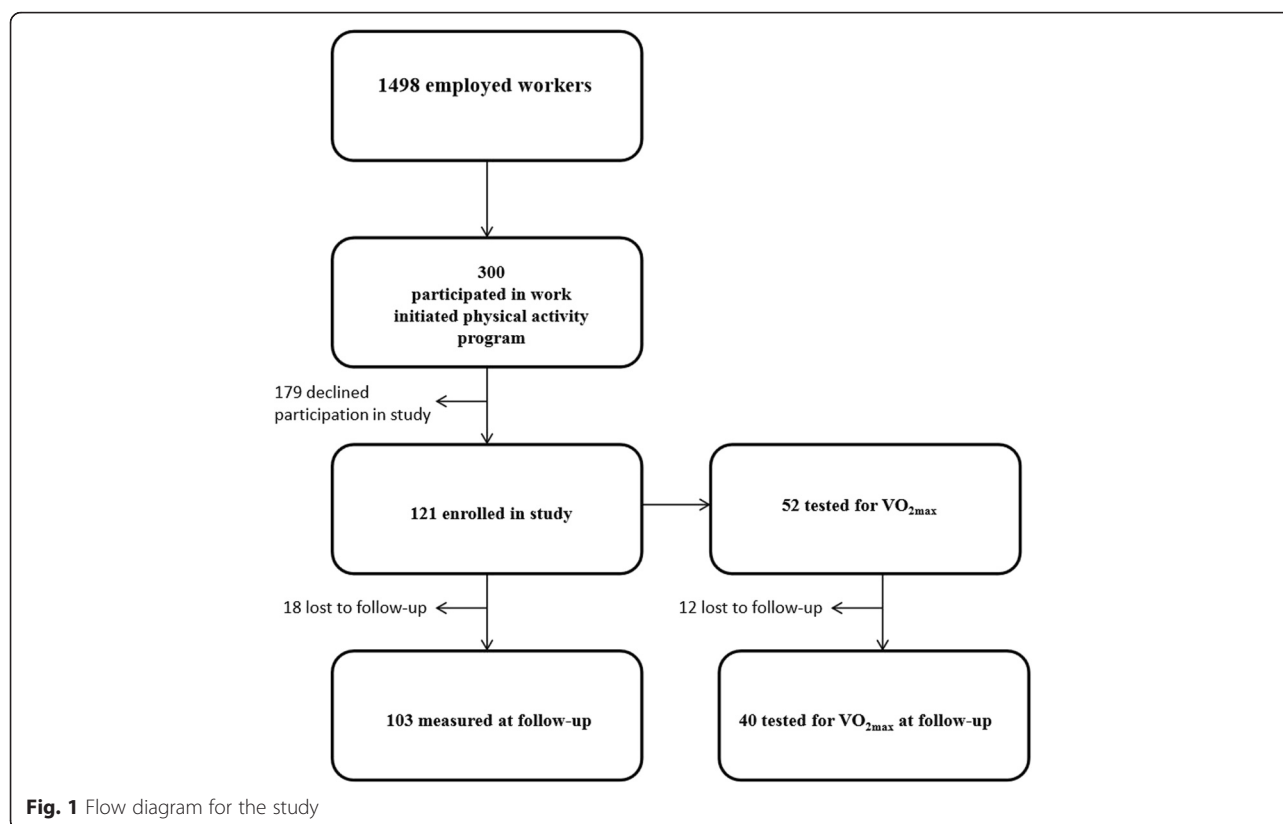 1498 employed workers
300
participated in work
initiated physical activity
program
179 declined
participation in study
121 enrolled in study
52 tested for VO₂max
18 lost to follow-up
12 lost to follow-up
103 measured at follow-up
40 tested for VO₂max at follow-up
Fig. 1 Flow diagram for the study